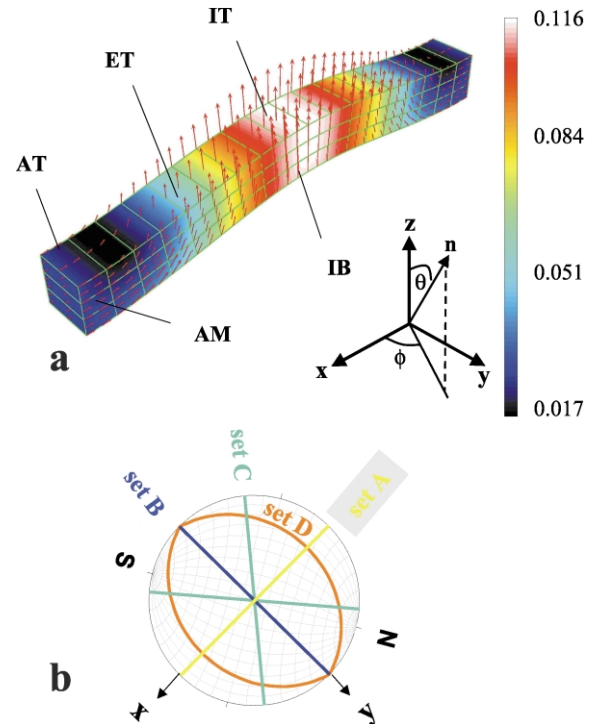 IT
0.116
ET
0.084
AT
z
n
θ
0.051
IB
a
AM
x
ϕ
y
0.017
set C
set B
set A
set D
S
N
b
x
y